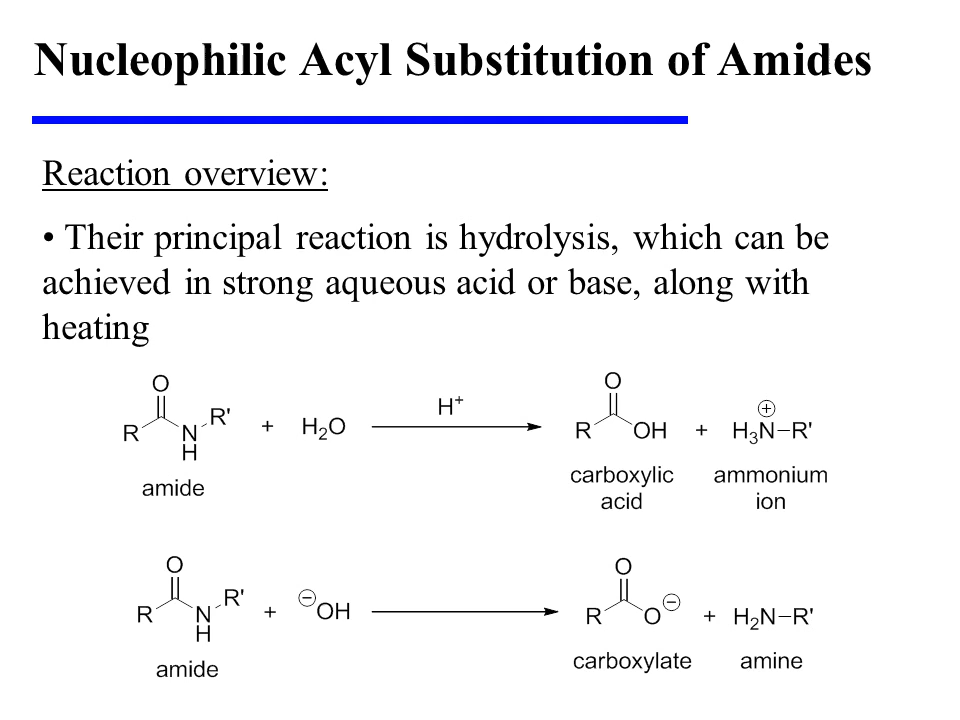 Nucleophilic Acyl Substitution of Amides
Reaction overview:
• Their principal reaction is hydrolysis, which can be
achieved in strong aqueous acid or base, along with
heating
O
R N H R' + H₂O H⁺
amide
O
R OH + H₃N–R' ⊕
carboxylic
acid
ammonium
ion
O
R N H R' + ⊖ OH
amide
O
R O ⊖ + H₂N–R'
carboxylate
amine